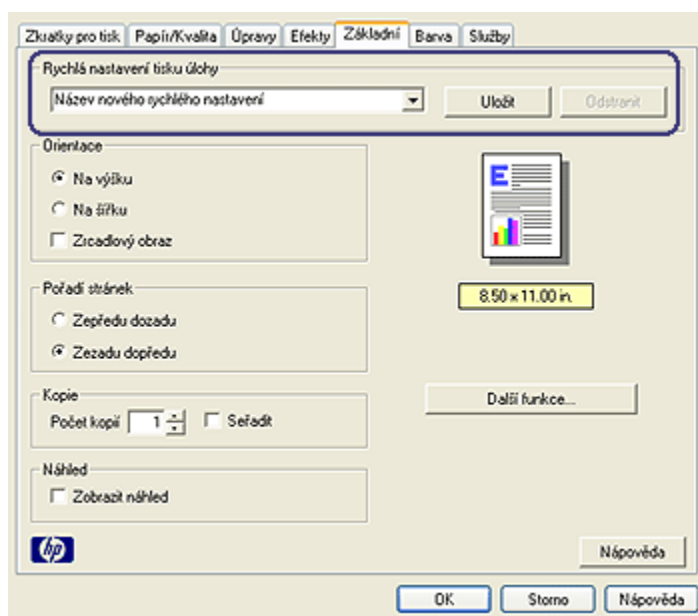 Zkratky pro tisk Papír/Kvalita Úpravy Efekty Základní Barva Služby
Rychlá nastavení tisku úlohy
Název nového rychlého nastavení Uložit Odstranit
Orientace
Na výšku
Na šířku
Zrcadlový obraz
E
8.50 x 11.00 in.
Pořadí stránek
Zepředu dozadu
Zezadu dopředu
Další funkce...
Kopie
Počet kopií 1 Seřadit
Náhled
Zobrazit náhled
hp
Nápověda
OK Storno Nápověda